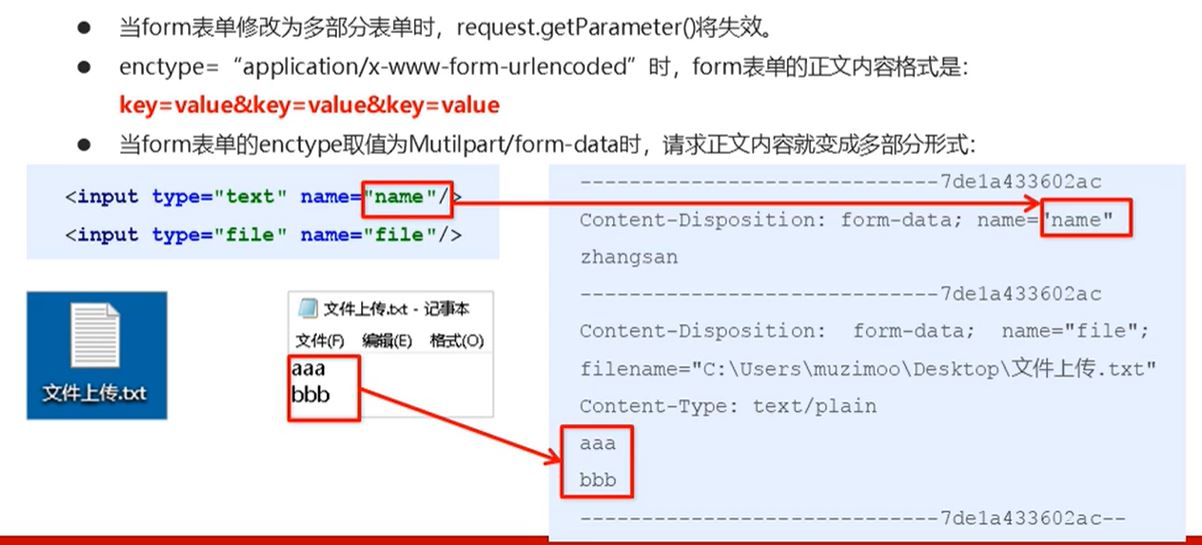 ● 当form表单修改为多部分表单时，request.getParameter()将失效。
● enctype=“application/x-www-form-urlencoded”时，form表单的正文内容格式是：
key=value&key=value&key=value
● 当form表单的enctype取值为Mutilpart/form-data时，请求正文内容就变成多部分形式：
<input type="text" name="name"/>
<input type="file" name="file"/>
文件上传.txt
文件上传.txt - 记事本
文件(F) 编辑(E) 格式(O)
aaa
bbb
-----------------------------7de1a433602ac
Content-Disposition: form-data; name="name"
zhangsan
-----------------------------7de1a433602ac
Content-Disposition: form-data; name="file";
filename="C:\Users\muzimoo\Desktop\文件上传.txt"
Content-Type: text/plain
aaa
bbb
-----------------------------7de1a433602ac--